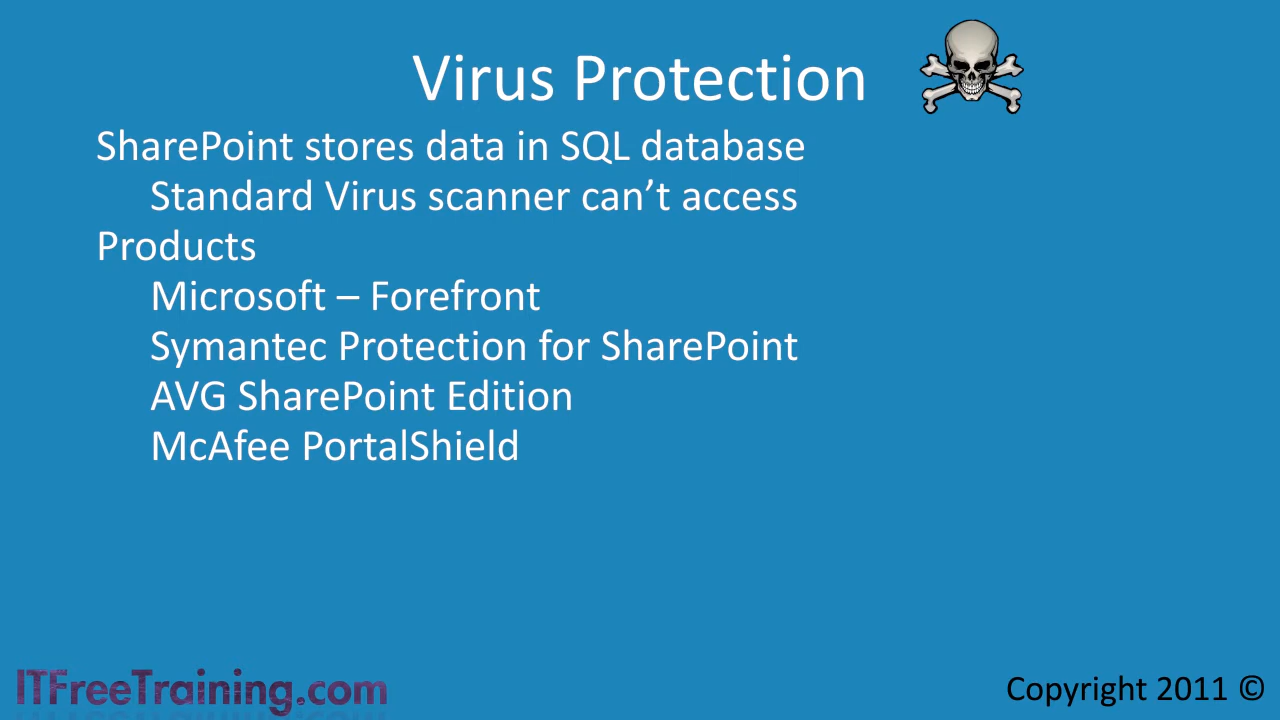 Virus Protection
SharePoint stores data in SQL database
Standard Virus scanner can’t access
Products
Microsoft – Forefront
Symantec Protection for SharePoint
AVG SharePoint Edition
McAfee PortalShield
ITFreeTraining.com
Copyright 2011 ©